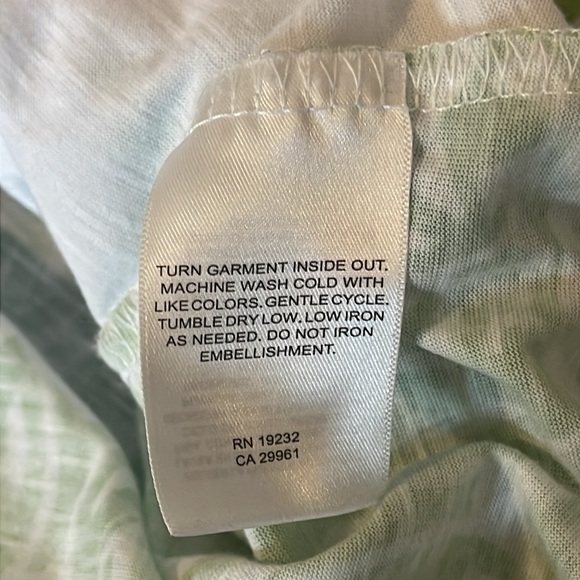 TURN GARMENT INSIDE OUT.
MACHINE WASH COLD WITH
LIKE COLORS. GENTLE CYCLE.
TUMBLE DRY LOW. LOW IRON
AS NEEDED. DO NOT IRON
EMBELLISHMENT.
RN 19232
CA 29961